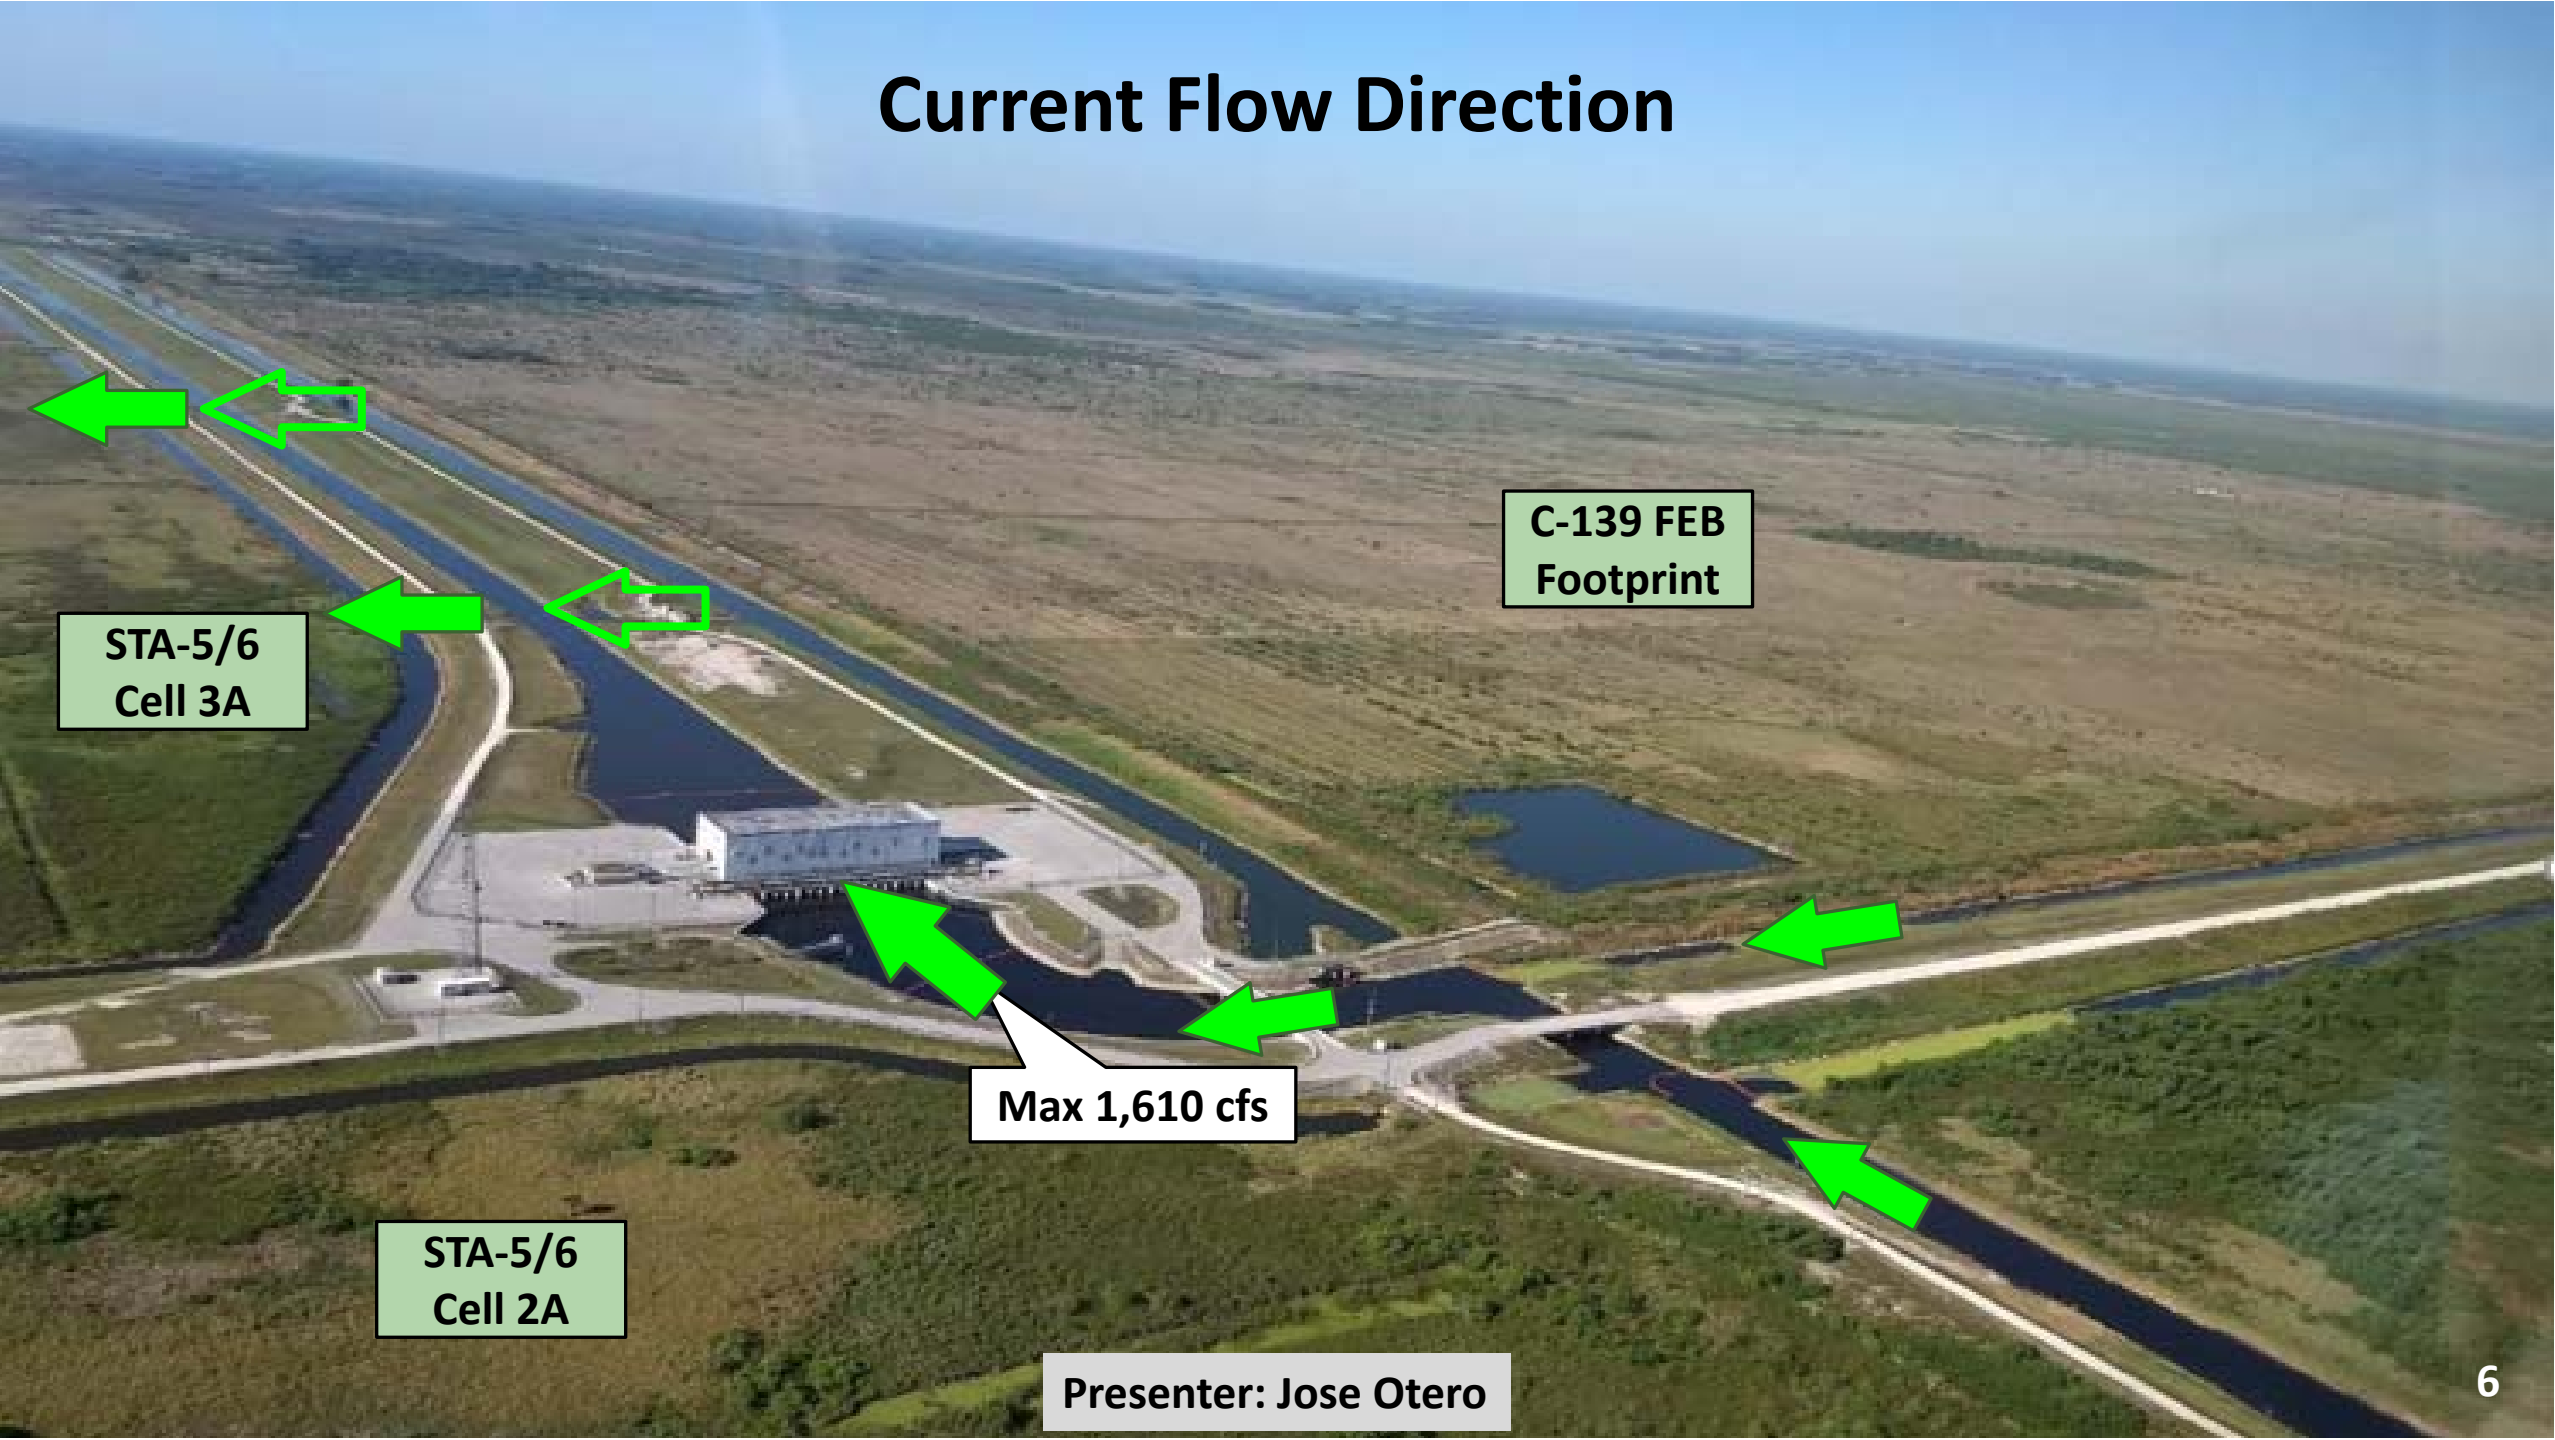 Current Flow Direction
C-139 FEB
Footprint
STA-5/6
Cell 3A
Max 1,610 cfs
STA-5/6
Cell 2A
Presenter: Jose Otero
6